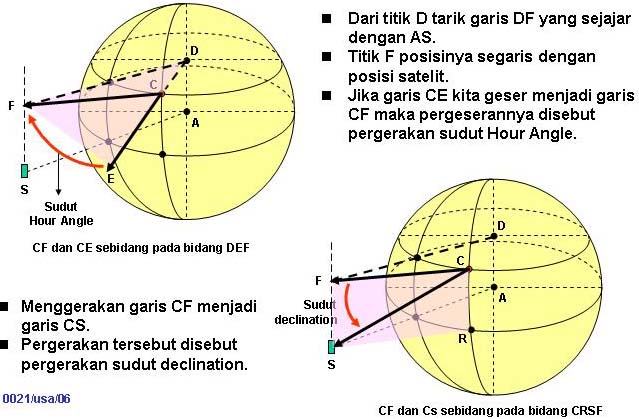 Dari titik D tarik garis DF yang sejajar
dengan AS.
Titik F posisinya segaris dengan
posisi satelit.
Jika garis CE kita geser menjadi garis
CF maka pergeserannya disebut
pergerakan sudut Hour Angle.
D
C
F
A
E
S
Sudut
Hour Angle
CF dan CE sebidang pada bidang DEF
Menggerakan garis CF menjadi
garis CS.
Pergerakan tersebut disebut
pergerakan sudut declination.
0021/usa/06
D
C
F
A
Sudut
declination
R
S
CF dan Cs sebidang pada bidang CRSF